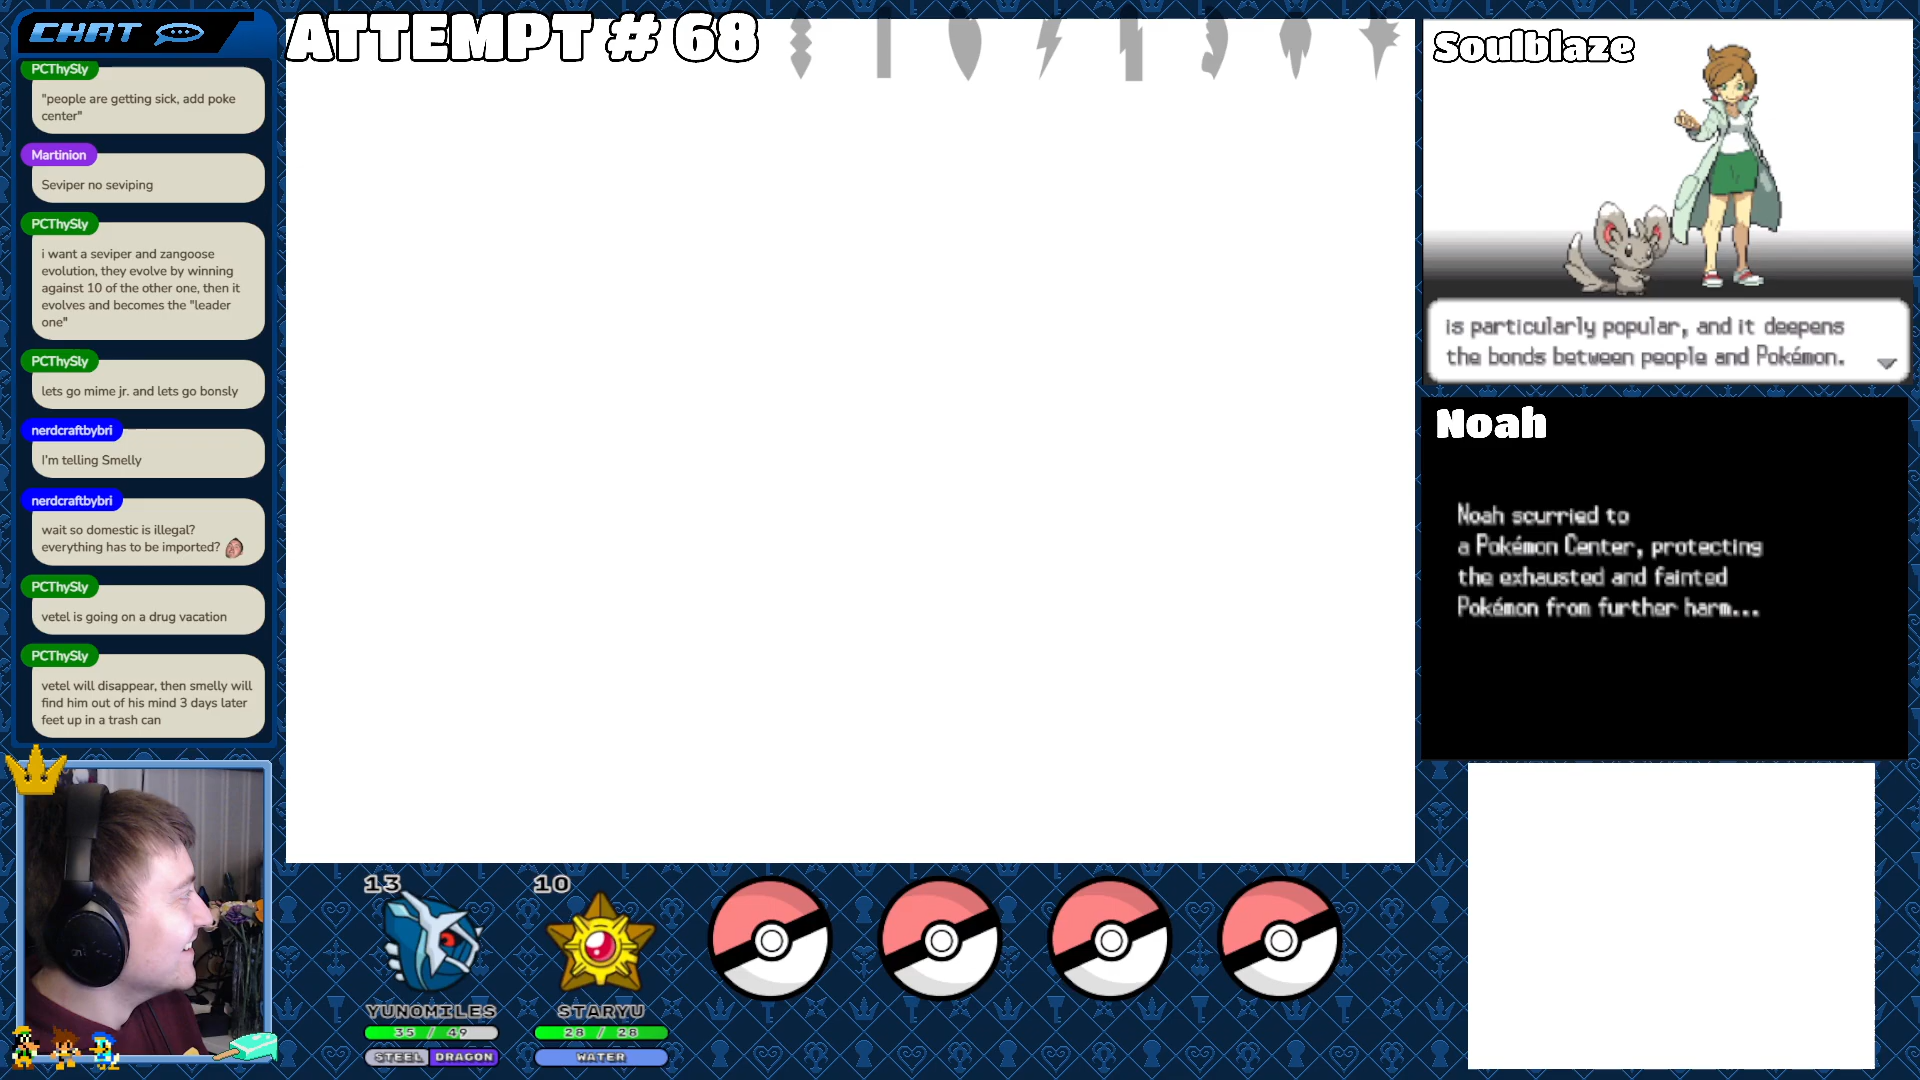 CHAT
PCThySly
"people are getting sick, add poke
center"
Martinion
Seviper no seviping
PCThySly
i want a seviper and zangoose
evolution, they evolve by winning
against 10 of the other one, then it
evolves and becomes the "leader
one"
PCThySly
lets go mime jr. and lets go bonsly
nerdcraftbybri
I'm telling Smelly
nerdcraftbybri
wait so domestic is illegal?
everything has to be imported?
PCThySly
vetel is going on a drug vacation
PCThySly
vetel will disappear, then smelly will
find him out of his mind 3 days later
feet up in a trash can
ATTEMPT # 68
Soulblaze
is particularly popular, and it deepens
the bonds between people and Pokémon.
Noah
Noah scurried to
a Pokémon Center, protecting
the exhausted and fainted
Pokémon from further harm...
13
YUNOMILES
35 / 49
STEEL DRAGON
10
STARYU
28 / 28
WATER